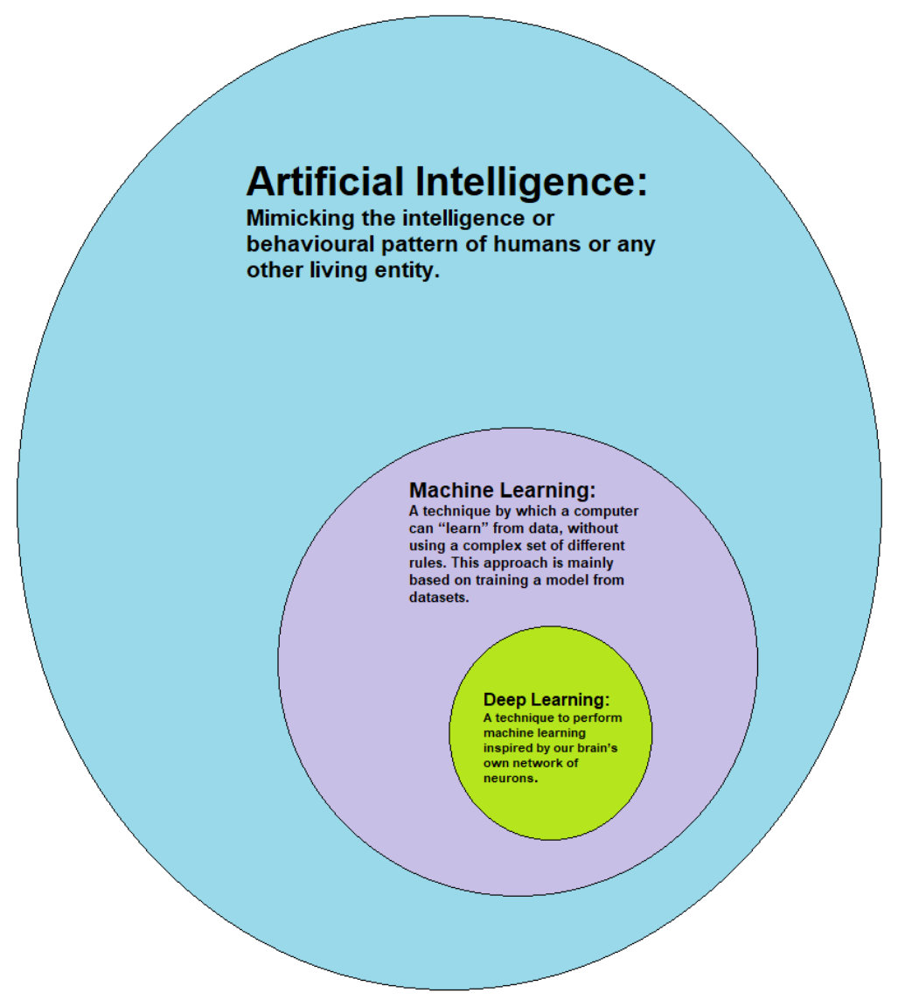 Artificial Intelligence:
Mimicking the intelligence or
behavioural pattern of humans or any
other living entity.
Machine Learning:
A technique by which a computer
can “learn” from data, without
using a complex set of different
rules. This approach is mainly
based on training a model from
datasets.
Deep Learning:
A technique to perform
machine learning
inspired by our brain’s
own network of
neurons.